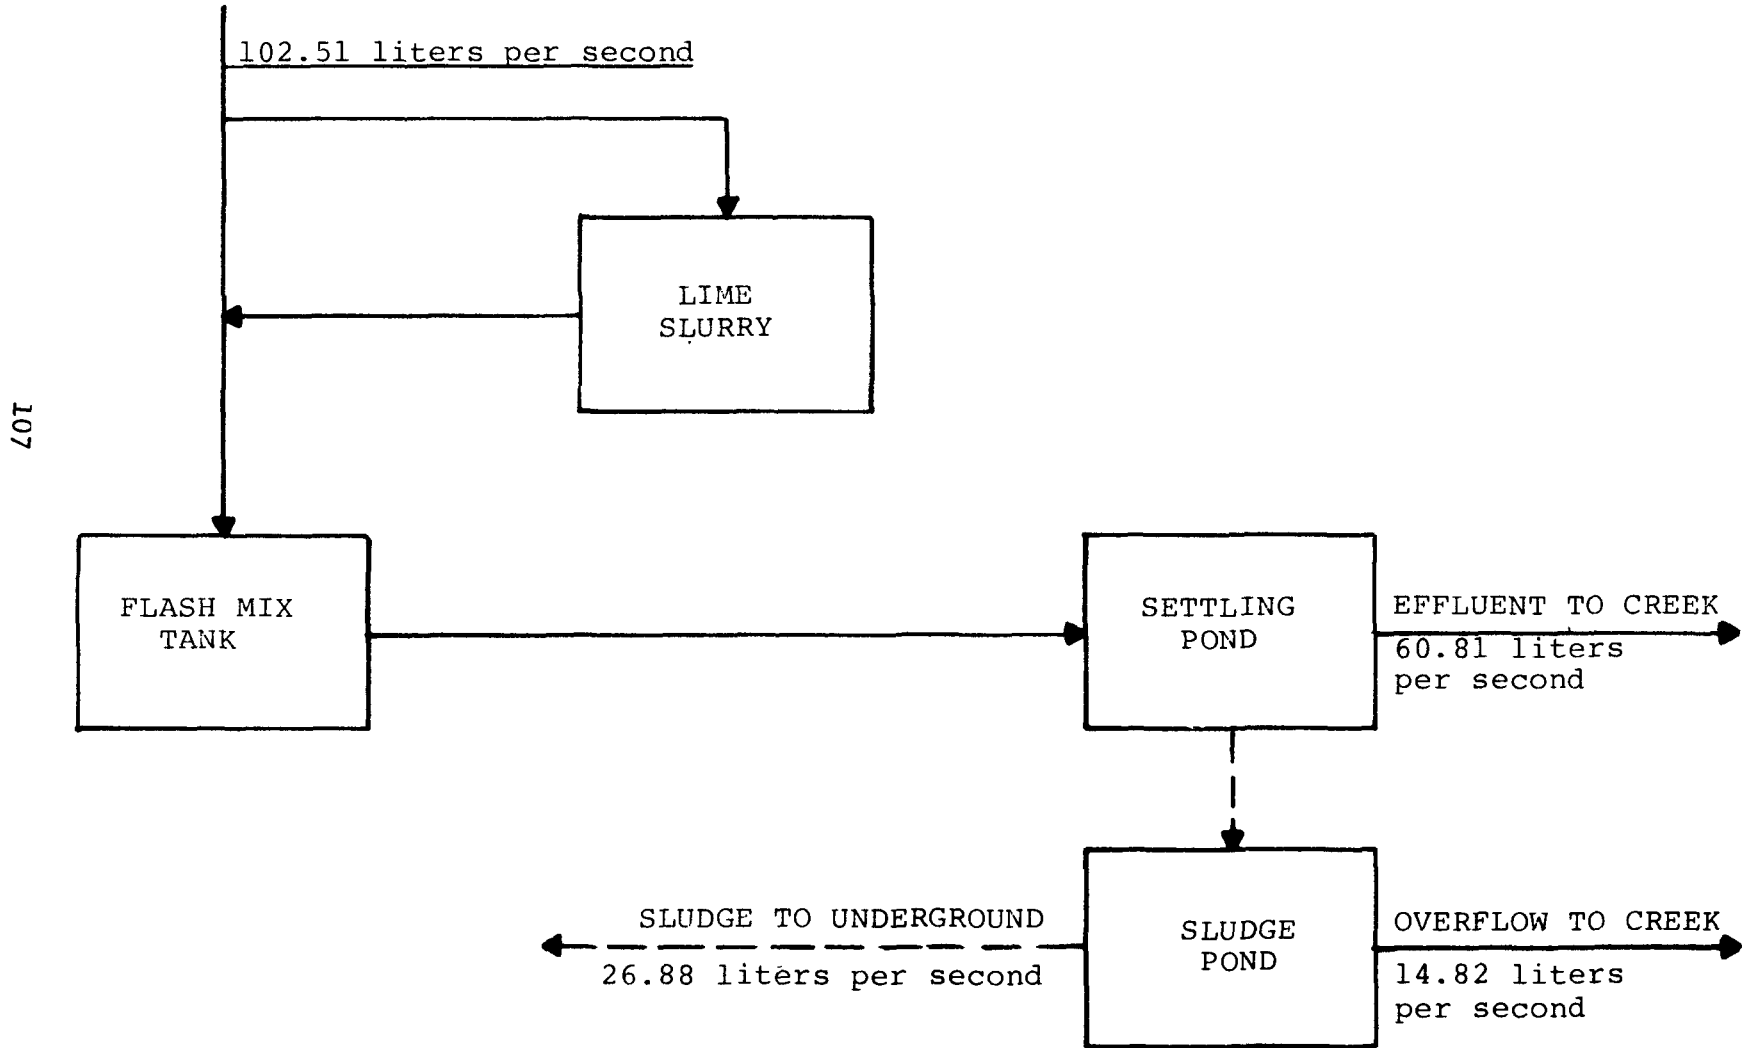 102.51 liters per second
LIME
SLURRY
107
FLASH MIX
TANK
SETTLING
POND
EFFLUENT TO CREEK
60.81 liters
per second
SLUDGE TO UNDERGROUND
26.88 liters per second
SLUDGE
POND
OVERFLOW TO CREEK
14.82 liters
per second